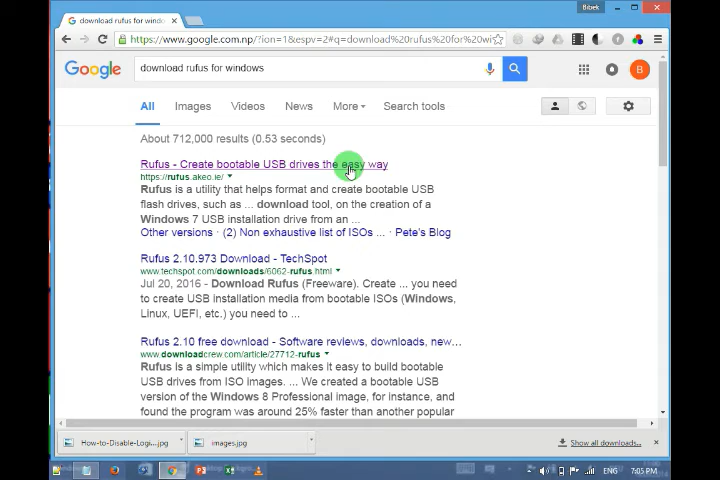 Bibek
download rufus for windo
https://www.google.com.np/?ion=1&espv=2#q=download%20rufus%20for%20wi
Google
download rufus for windows
B
All Images Videos News More Search tools
About 712,000 results (0.53 seconds)
Rufus - Create bootable USB drives the easy way
https://rufus.akeo.ie/
Rufus is a utility that helps format and create bootable USB
flash drives, such as ... download tool, on the creation of a
Windows 7 USB installation drive from an ...
Other versions · (2) Non exhaustive list of ISOs ... · Pete's Blog
Rufus 2.10.973 Download - TechSpot
www.techspot.com/downloads/6062-rufus.html
Jul 20, 2016 - Download Rufus (Freeware). Create ... you need
to create USB installation media from bootable ISOs (Windows,
Linux, UEFI, etc.) you need to ...
Rufus 2.10 free download - Software reviews, downloads, new...
www.downloadcrew.com/article/27712-rufus
Rufus is a simple utility which makes it easy to build bootable
USB drives from ISO images. ... We created a bootable USB
version of the Windows 8 Professional image, for instance, and
found the program was around 25% faster than another popular
How-to-Disable-Logi....jpg images.jpg Show all downloads...
ENG 7:05 PM